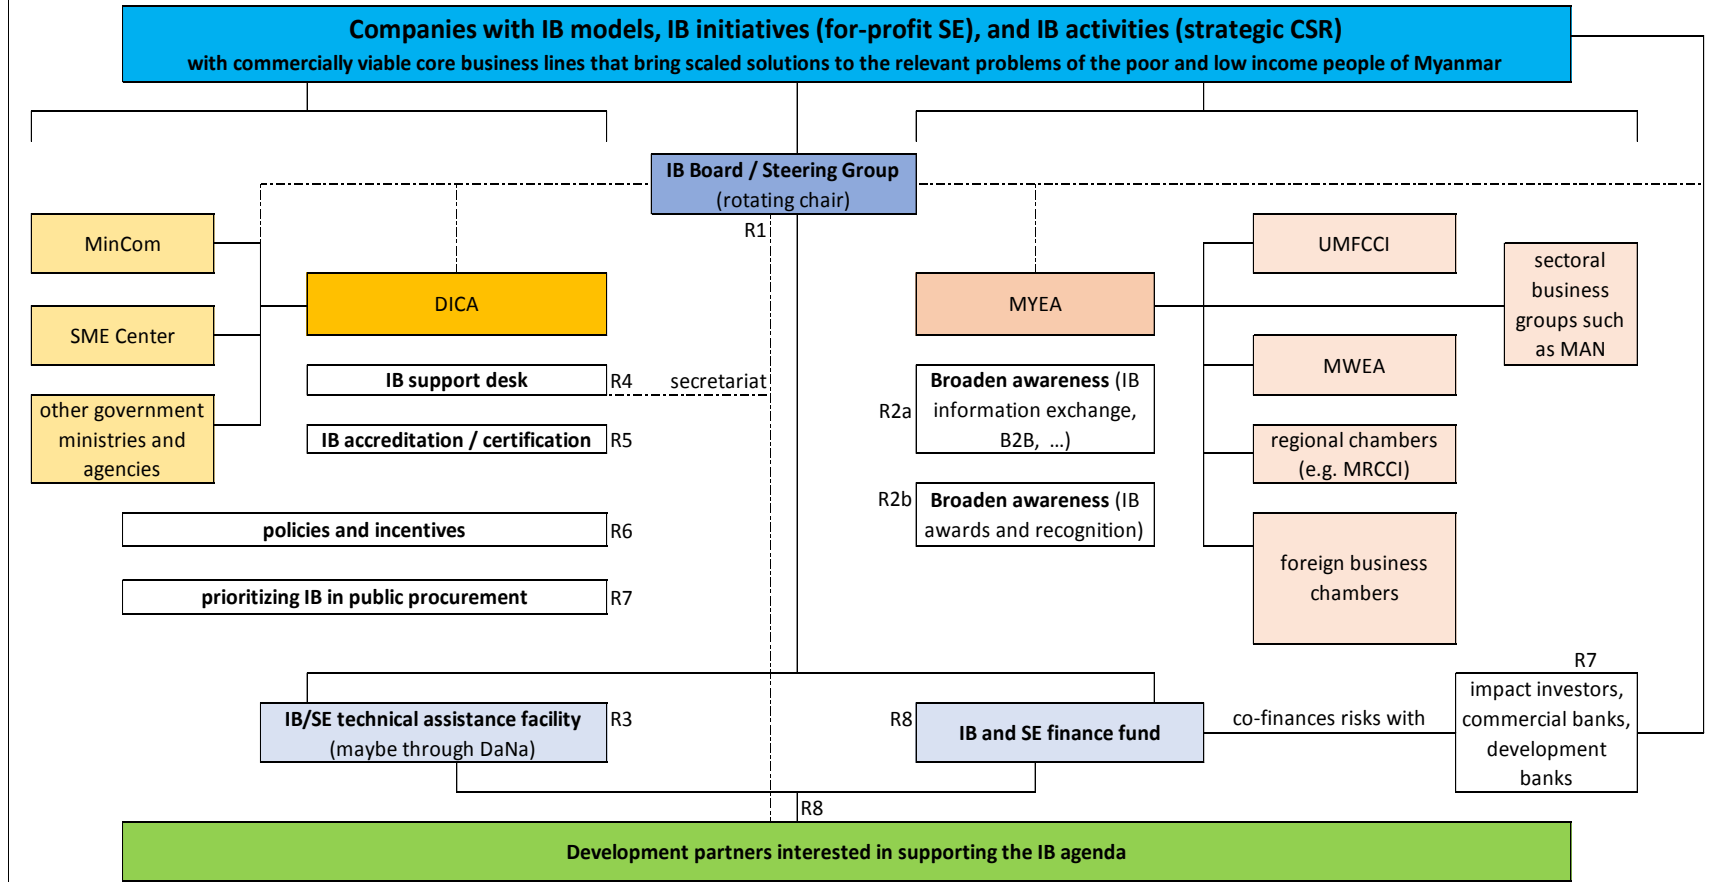 Companies with IB models, IB initiatives (for-profit SE), and IB activities (strategic CSR)
with commercially viable core business lines that bring scaled solutions to the relevant problems of the poor and low income people of Myanmar
IB Board / Steering Group
(rotating chair)
R1
MinCom
SME Center
other government
ministries and
agencies
DICA
IB support desk
R4
secretariat
IB accreditation / certification
R5
policies and incentives
R6
prioritizing IB in public procurement
R7
MYEA
R2a
Broaden awareness (IB
information exchange,
B2B, ...)
R2b
Broaden awareness (IB
awards and recognition)
UMFCCI
MWEA
regional chambers
(e.g. MRCCI)
foreign business
chambers
sectoral
business
groups such
as MAN
IB/SE technical assistance facility
(maybe through DaNa)
R3
R8
IB and SE finance fund
co-finances risks with
R7
impact investors,
commercial banks,
development
banks
R8
Development partners interested in supporting the IB agenda